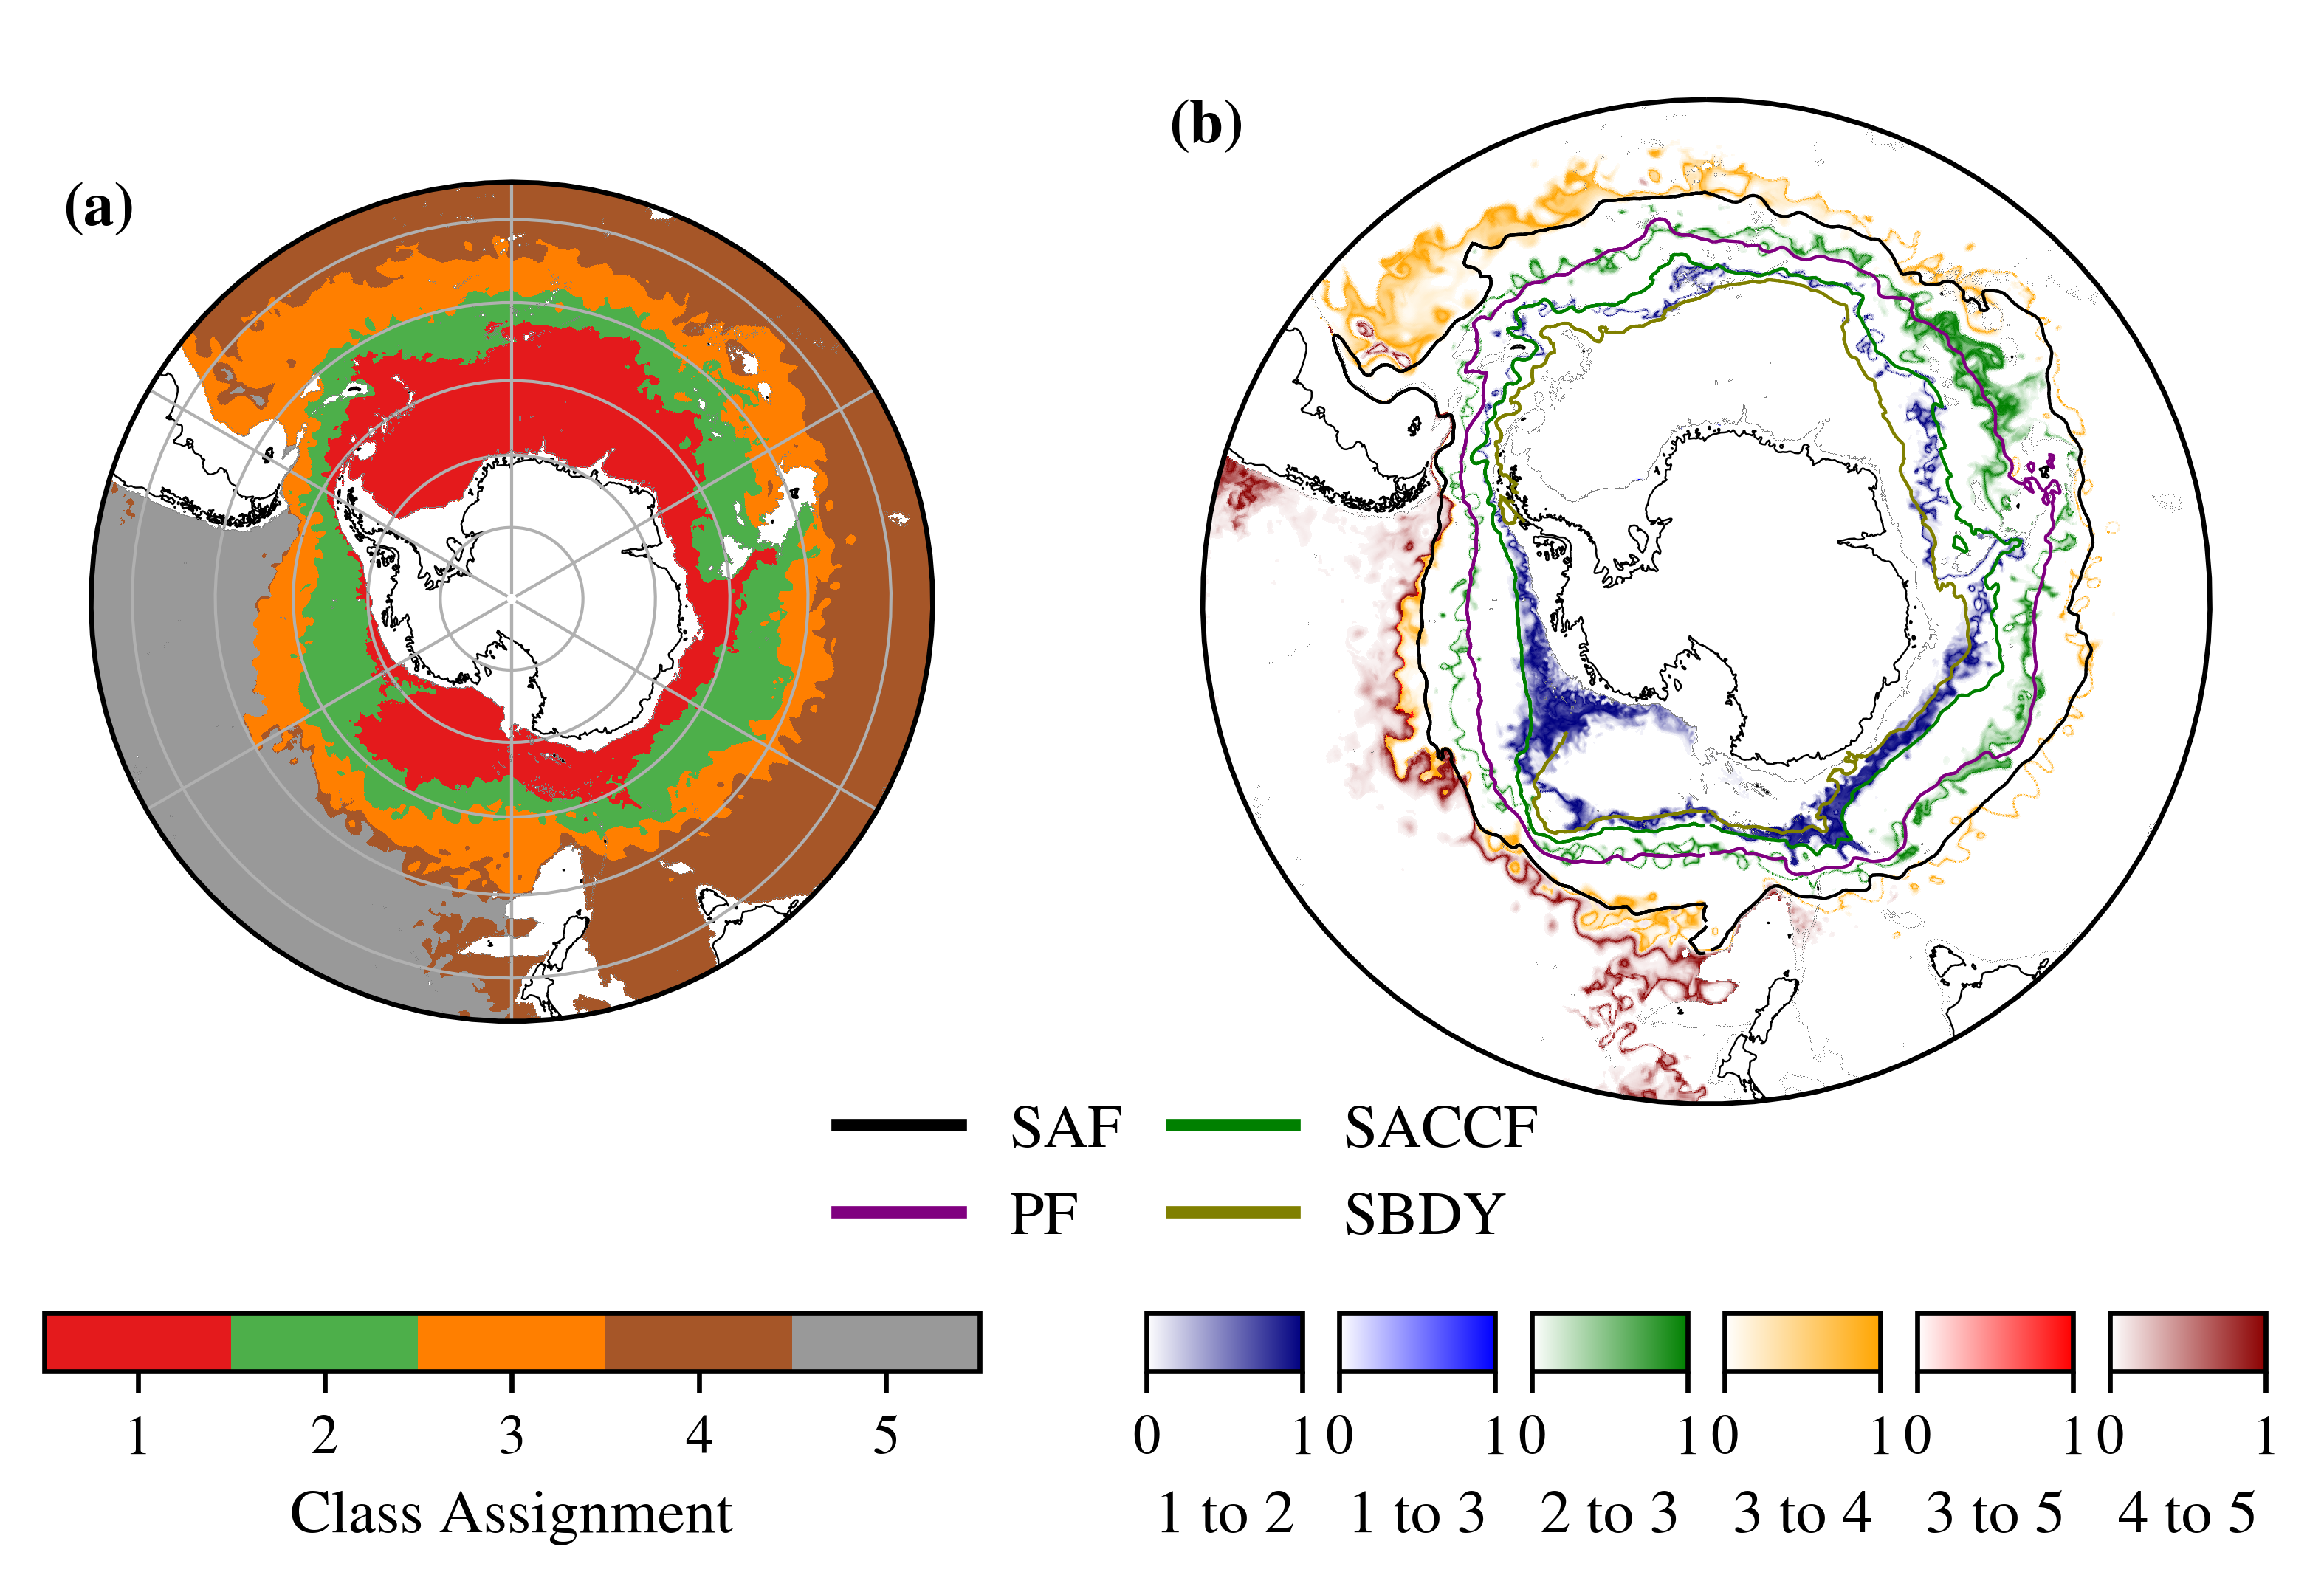 (a)
(b)
SAF SACCF
PF SBDY
1 2 3 4 5
Class Assignment
0 1 0 1 0 1 0 1 0 1 0 1
1 to 2 1 to 3 2 to 3 3 to 4 3 to 5 4 to 5